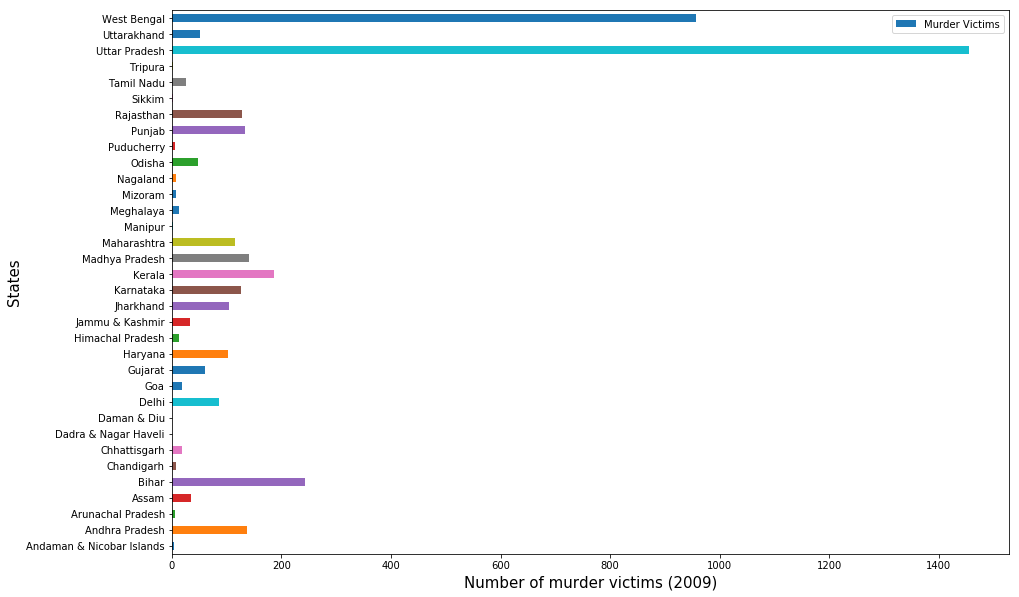 West Bengal
Uttarakhand
Uttar Pradesh
Tripura
Tamil Nadu
Sikkim
Rajasthan
Punjab
Puducherry
Odisha
Nagaland
Mizoram
Meghalaya
Manipur
Maharashtra
Madhya Pradesh
Kerala
Karnataka
Jharkhand
Jammu & Kashmir
Himachal Pradesh
Haryana
Gujarat
Goa
Delhi
Daman & Diu
Dadra & Nagar Haveli
Chhattisgarh
Chandigarh
Bihar
Assam
Arunachal Pradesh
Andhra Pradesh
Andaman & Nicobar Islands
States
Murder Victims
0 200 400 600 800 1000 1200 1400
Number of murder victims (2009)